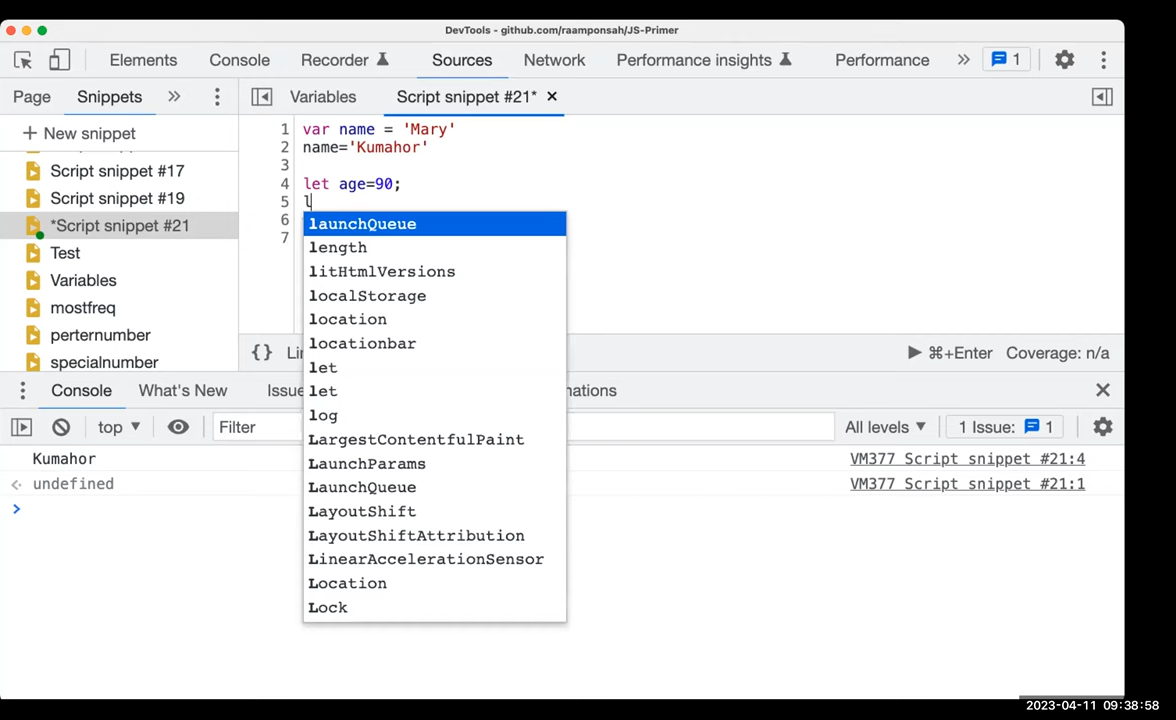 DevTools - github.com/raamponsah/JS-Primer
Elements Console Recorder Sources Network Performance insights Performance 1
Page Snippets Variables Script snippet #21*
New snippet
Script snippet #17
Script snippet #19
*Script snippet #21
Test
Variables
mostfreq
perternumber
specialnumber
1 var name = 'Mary'
2 name='Kumahor'
3
4 let age=90;
5 l
6
7
launchQueue
length
litHtmlVersions
localStorage
location
locationbar
let
let
log
LargestContentfulPaint
LaunchParams
LaunchQueue
LayoutShift
LayoutShiftAttribution
LinearAccelerationSensor
Location
Lock
{} ⌘+Enter Coverage: n/a
Console What's New
top Filter All levels 1 Issue: 1
Kumahor VM377 Script snippet #21:4
undefined VM377 Script snippet #21:1
2023-04-11 09:38:58